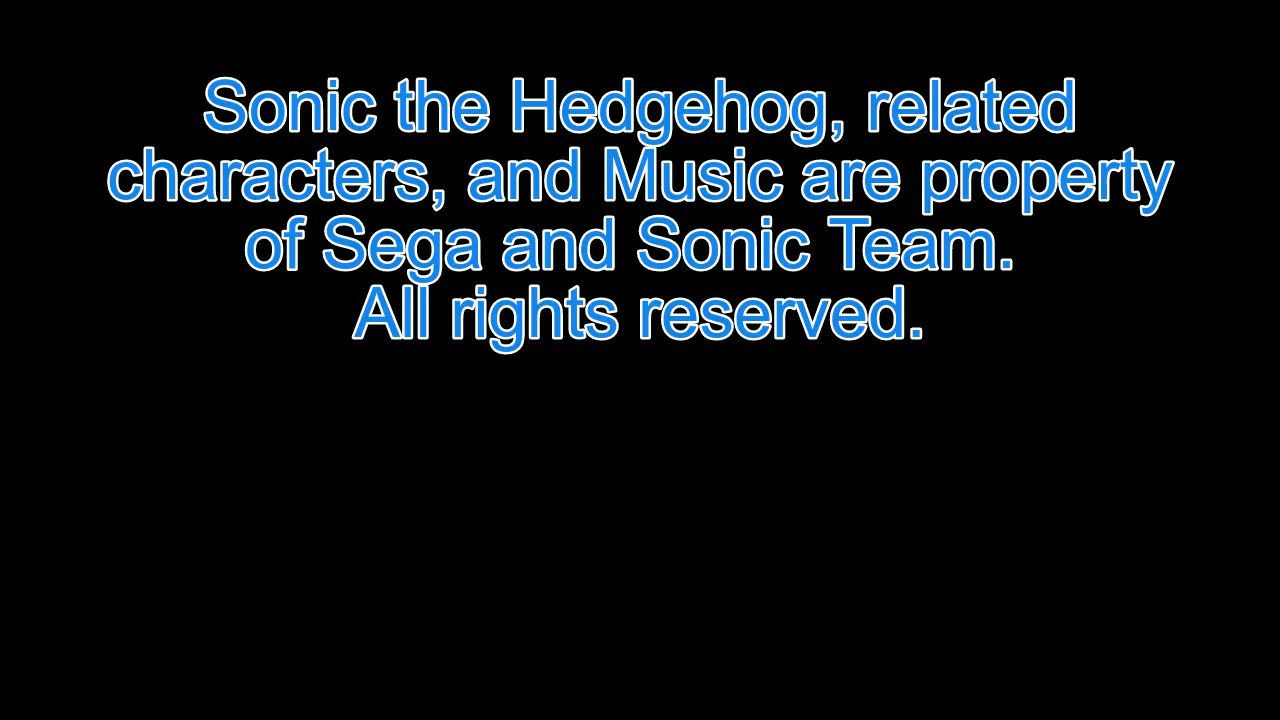 Sonic the Hedgehog, related
characters, and Music are property
of Sega and Sonic Team.
All rights reserved.